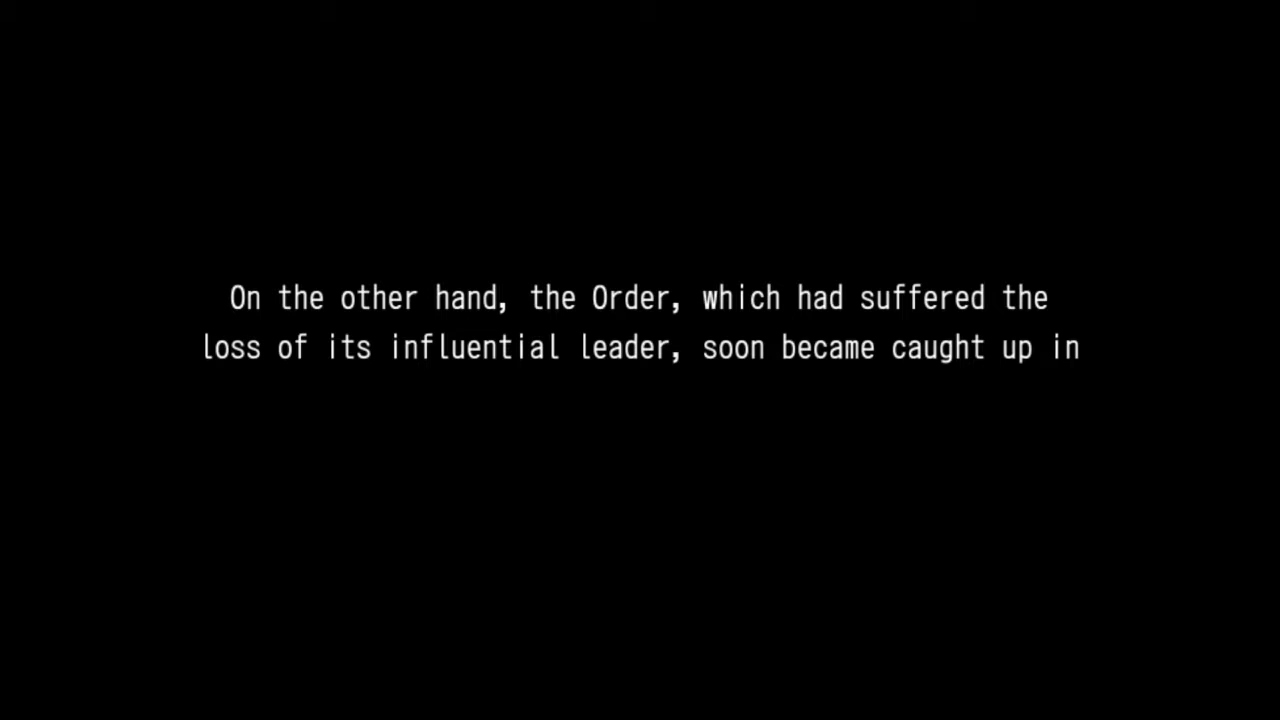 On the other hand, the Order, which had suffered the
loss of its influential leader, soon became caught up in